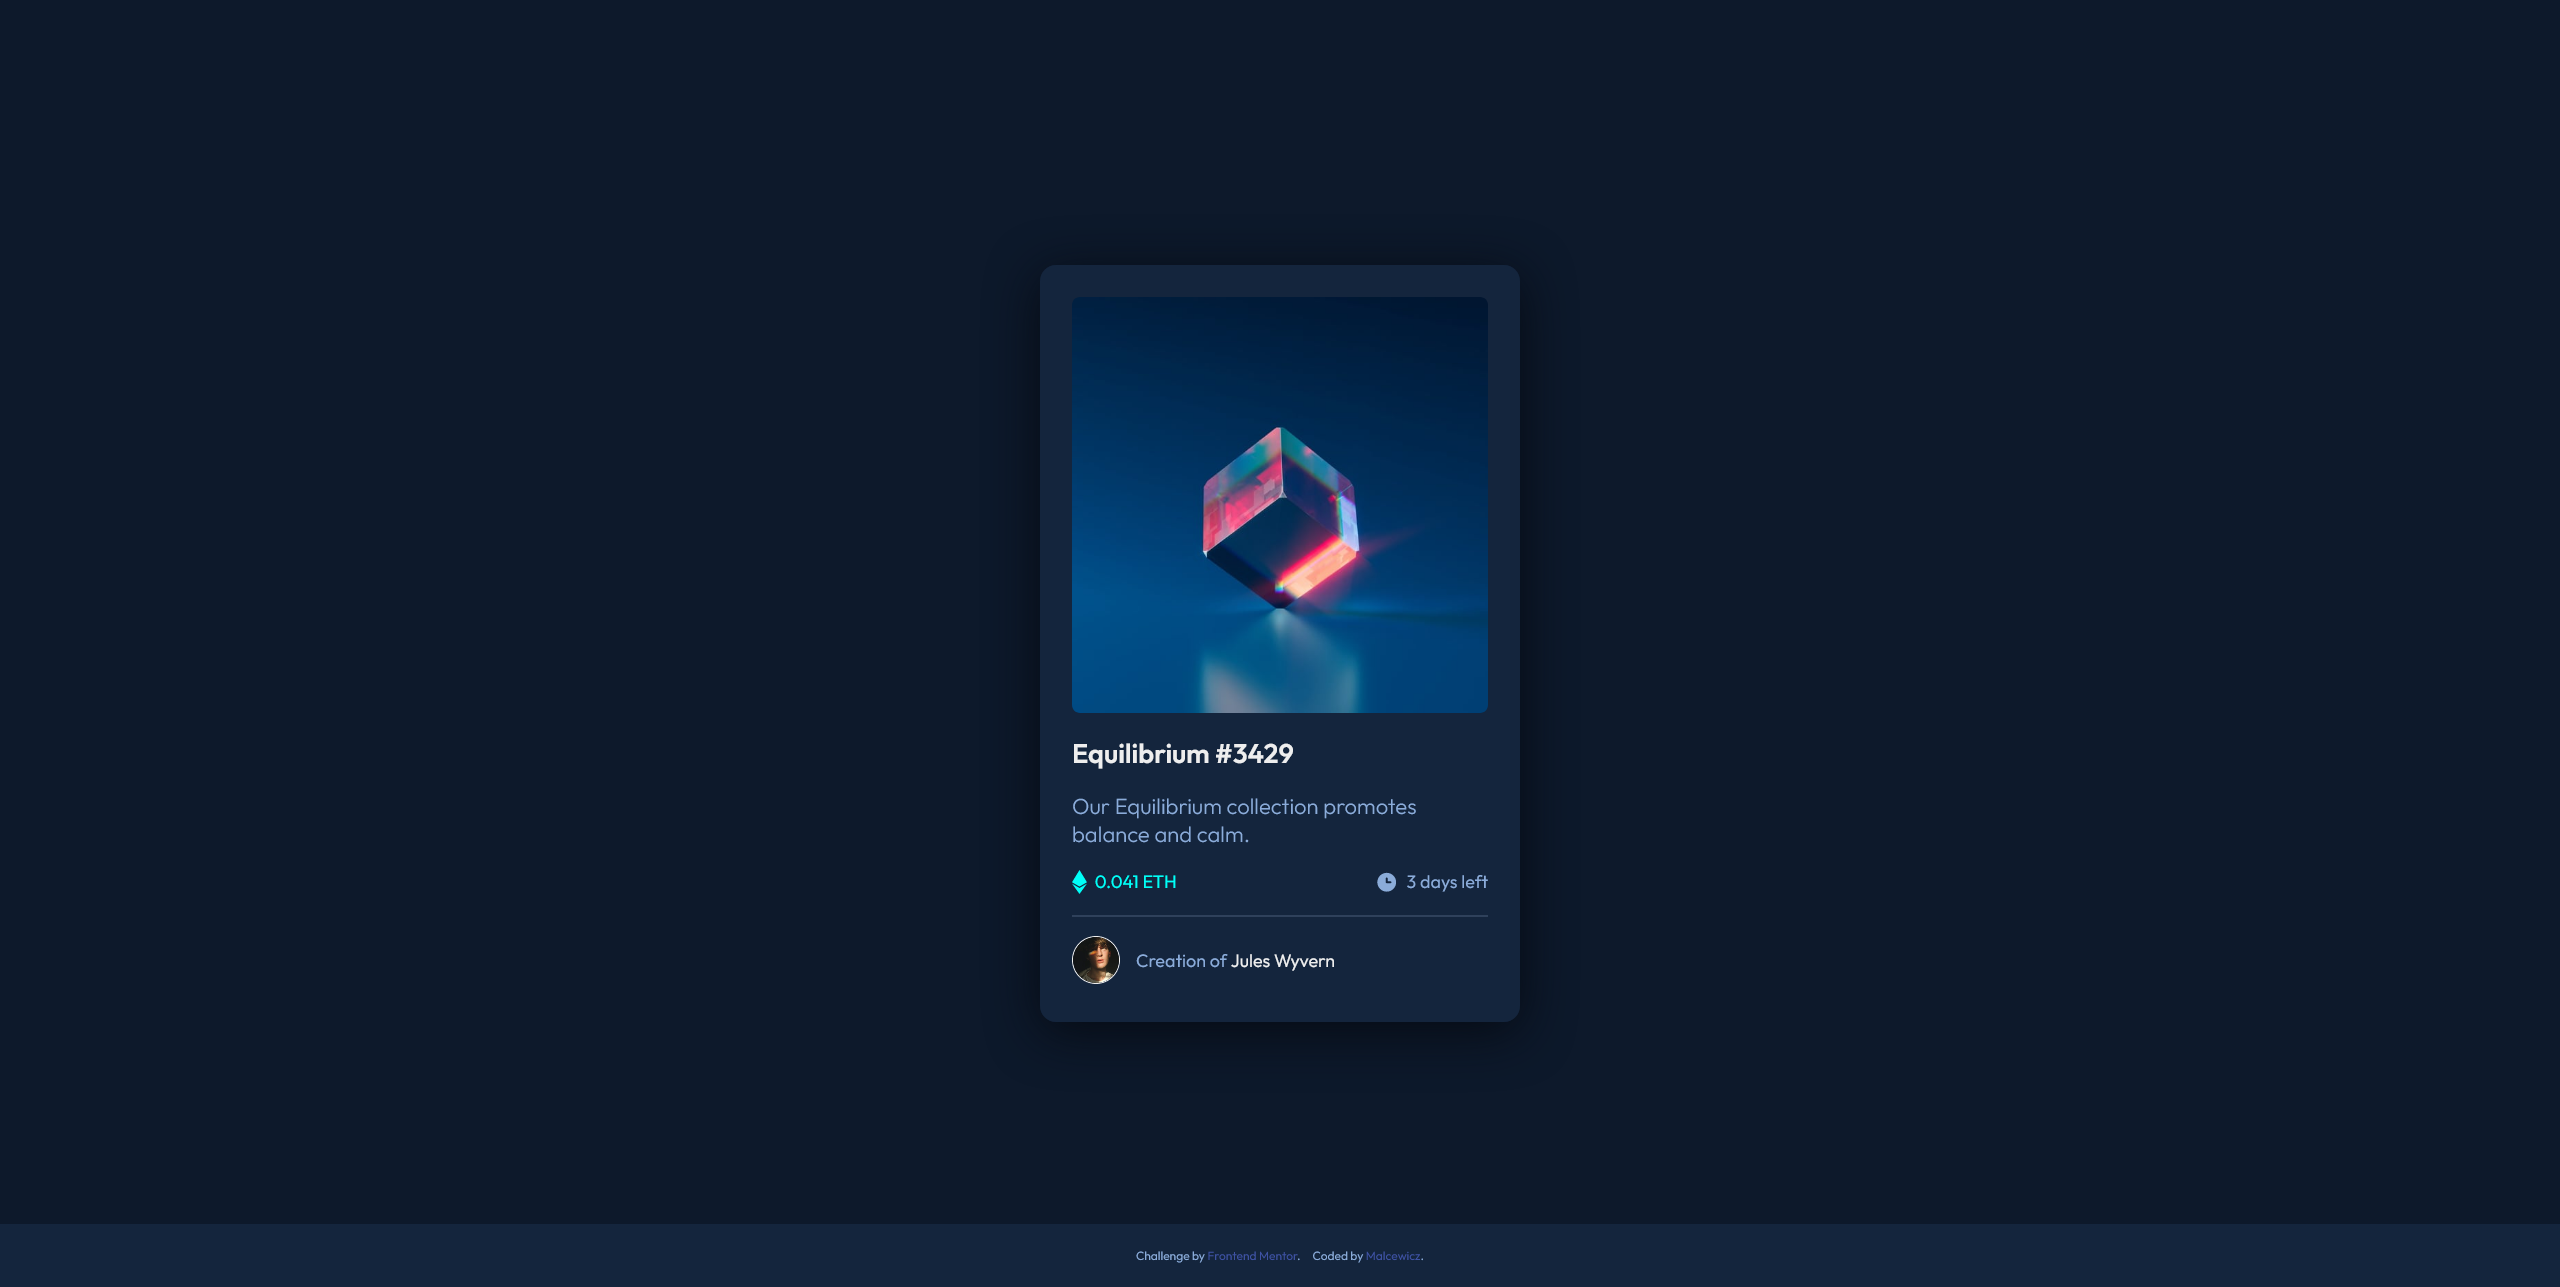 Equilibrium #3429
Our Equilibrium collection promotes
balance and calm.
0.041 ETH
3 days left
Creation of Jules Wyvern
Challenge by Frontend Mentor. Coded by Malcewicz.